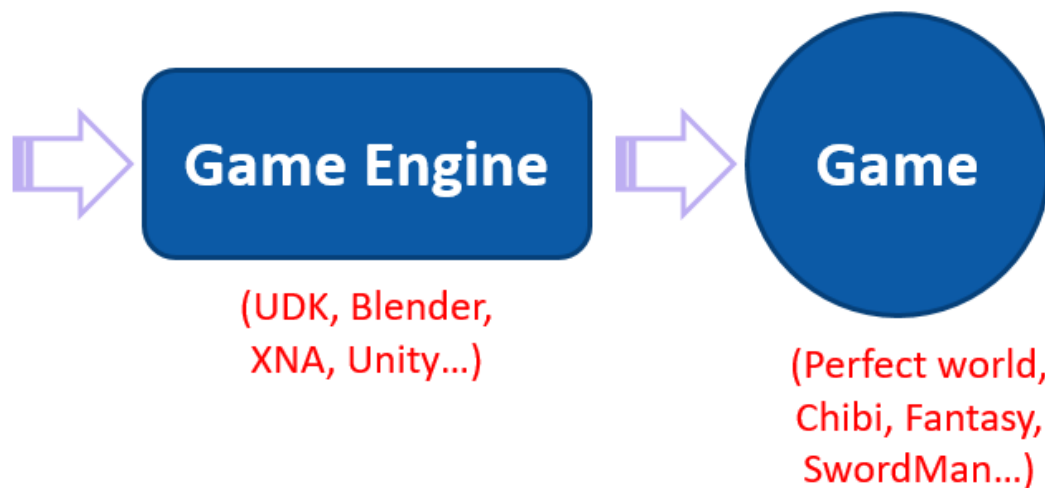 Game Engine
Game
(UDK, Blender,
XNA, Unity...)
(Perfect world,
Chibi, Fantasy,
SwordMan...)